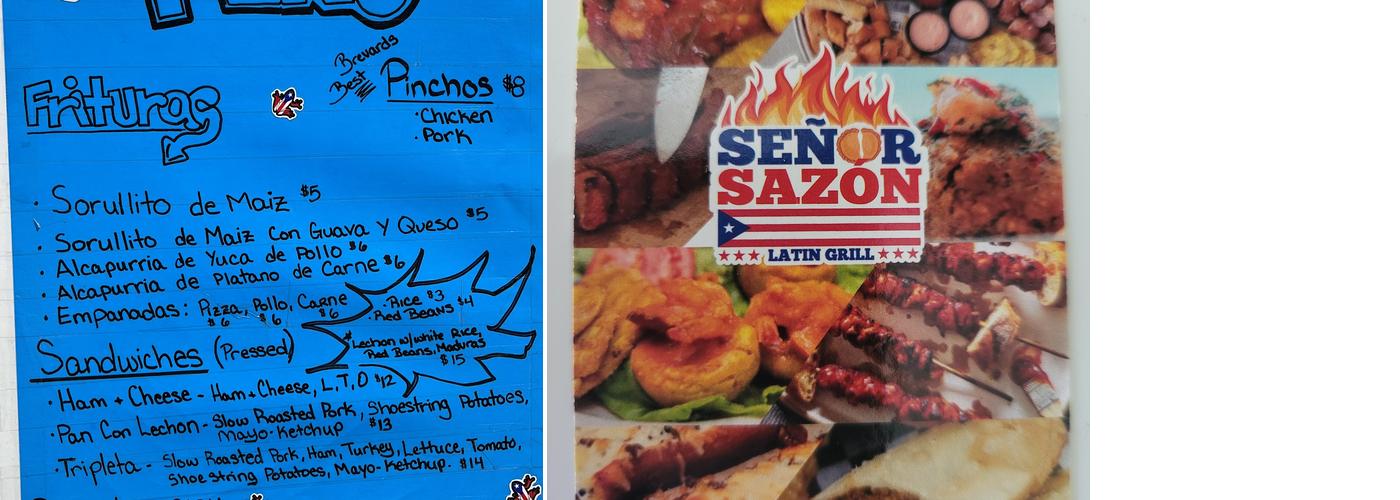 Frituras
Brevards
Best
Pinchos $8
·Chicken
·Pork
· Sorullito de Maiz $5
· Sorullito de Maiz Con Guava Y Queso $5
· Alcapurria de Yuca de Pollo $6
· Alcapurria de Platano de Carne $6
· Empanadas: Pizza, Pollo, Carne
$6 $6 $6
·Rice $3
Red Beans $4
*Lechon w/white Rice,
Red Beans, Maduros
$15
Sandwiches (Pressed)
·Ham + Cheese - Ham+Cheese, L,T,O $12
·Pan Con Lechon - Slow Roasted Pork, Shoestring Potatoes,
Mayo-Ketchup $13
·Tripleta - Slow Roasted Pork, Ham, Turkey, Lettuce, Tomato,
Shoestring Potatoes, Mayo-Ketchup. $14
SEÑOR
SAZÓN
LATIN GRILL